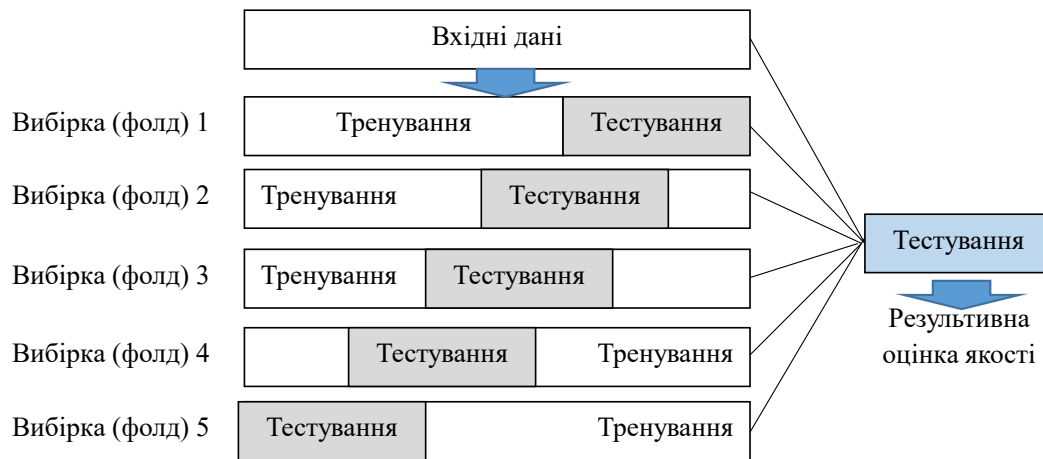 Вхідні дані
Вибірка (фолд) 1
Тренування
Тестування
Вибірка (фолд) 2
Тренування
Тестування
Вибірка (фолд) 3
Тренування
Тестування
Вибірка (фолд) 4
Тестування
Тренування
Вибірка (фолд) 5
Тестування
Тренування
Тестування
Результивна
оцінка якості